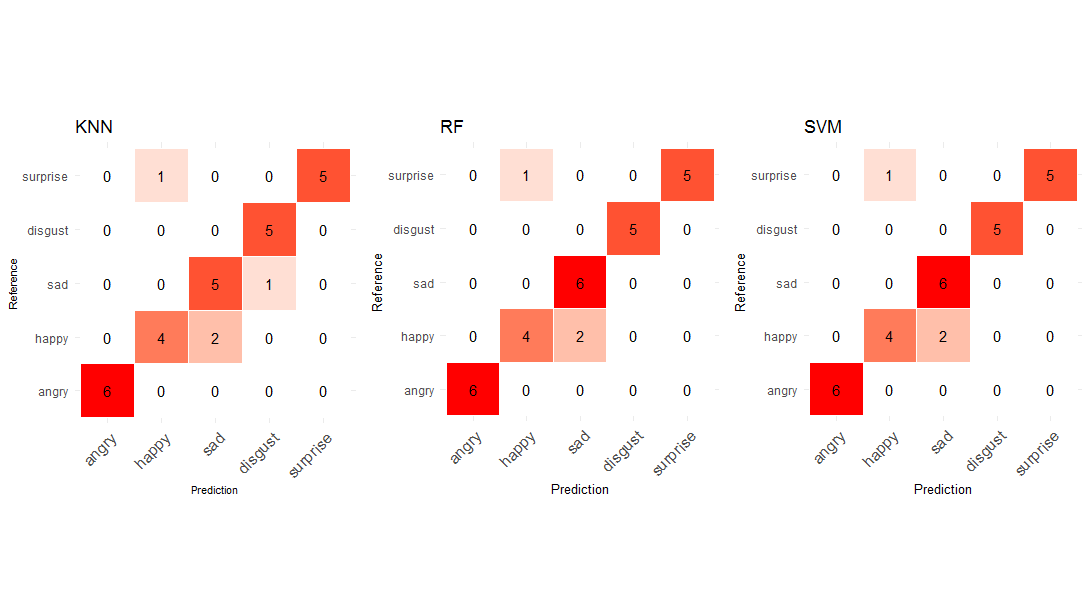 KNN
surprise 0 1 0 0 5
disgust 0 0 0 5 0
sad 0 0 5 1 0
happy 0 4 2 0 0
angry 6 0 0 0 0
Reference
angry happy sad disgust surprise
Prediction
RF
surprise 0 1 0 0 5
disgust 0 0 0 5 0
sad 0 0 6 0 0
happy 0 4 2 0 0
angry 6 0 0 0 0
Reference
angry happy sad disgust surprise
Prediction
SVM
surprise 0 1 0 0 5
disgust 0 0 0 5 0
sad 0 0 6 0 0
happy 0 4 2 0 0
angry 6 0 0 0 0
Reference
angry happy sad disgust surprise
Prediction